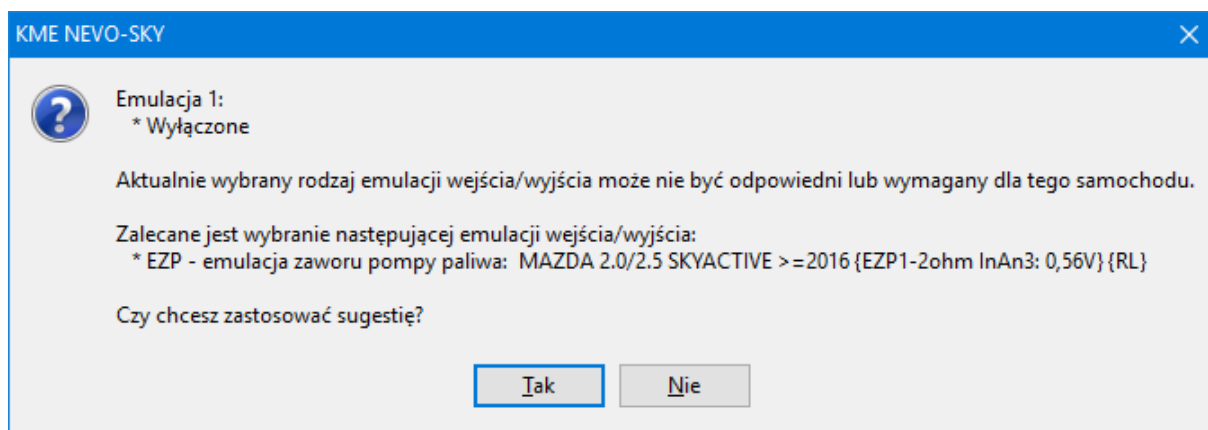 KME NEVO-SKY
Emulacja 1:
* Wyłączone
Aktualnie wybrany rodzaj emulacji wejścia/wyjścia może nie być odpowiedni lub wymagany dla tego samochodu.
Zalecane jest wybranie następującej emulacji wejścia/wyjścia:
* EZP - emulacja zaworu pompy paliwa:  MAZDA 2.0/2.5 SKYACTIVE >=2016 {EZP1-2ohm InAn3: 0,56V} {RL}
Czy chcesz zastosować sugestię?
Tak Nie